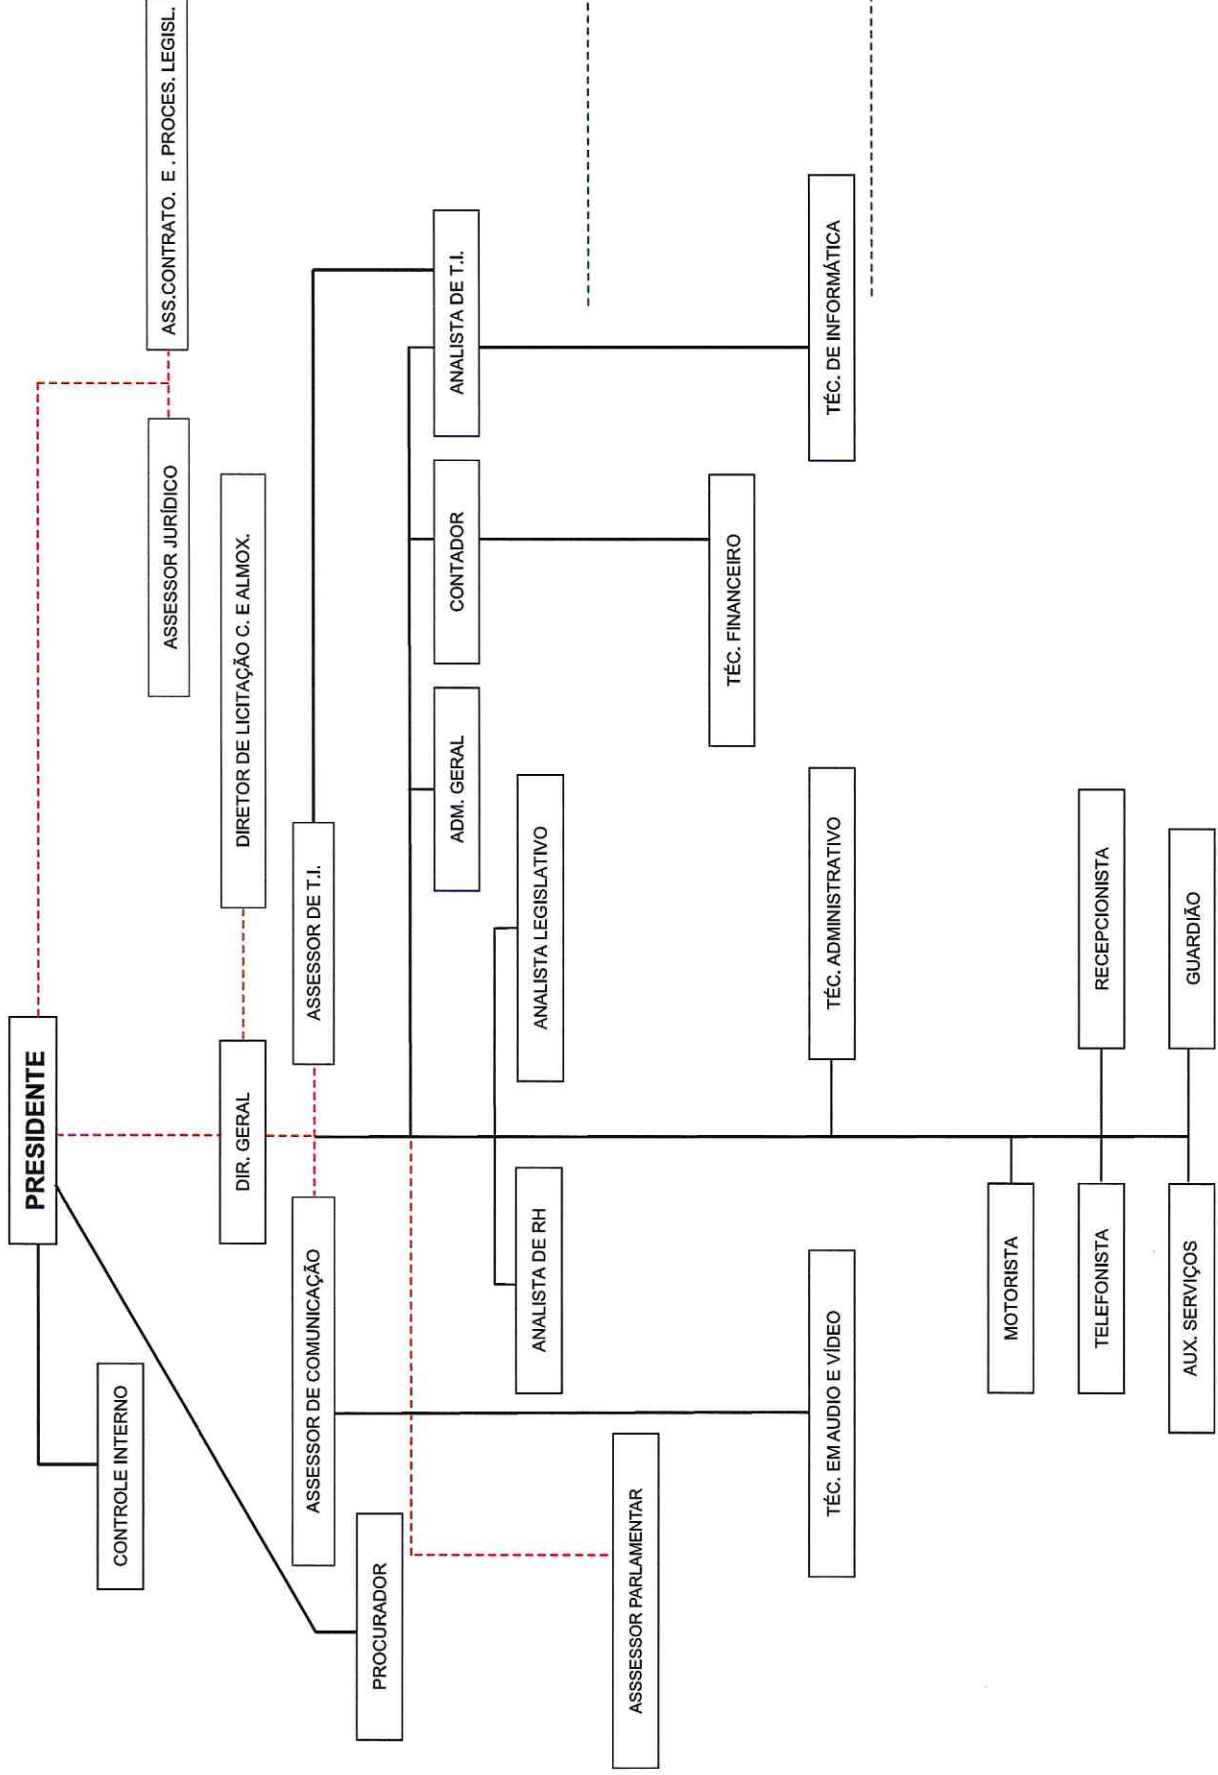 PRESIDENTE
CONTROLE INTERNO
ASSESSOR JURÍDICO
ASS.CONTRATO. E . PROCES. LEGISL.
DIR. GERAL
DIRETOR DE LICITAÇÃO C. E ALMOX.
ASSESSOR DE COMUNICAÇÃO
ASSESSOR DE T.I.
PROCURADOR
ADM. GERAL
CONTADOR
ANALISTA DE T.I.
ANALISTA DE RH
ANALISTA LEGISLATIVO
ASSSESSOR PARLAMENTAR
TÉC. FINANCEIRO
TÉC. EM AUDIO E VÍDEO
TÉC. ADMINISTRATIVO
TÉC. DE INFORMÁTICA
MOTORISTA
TELEFONISTA
RECEPCIONISTA
AUX. SERVIÇOS
GUARDIÃO